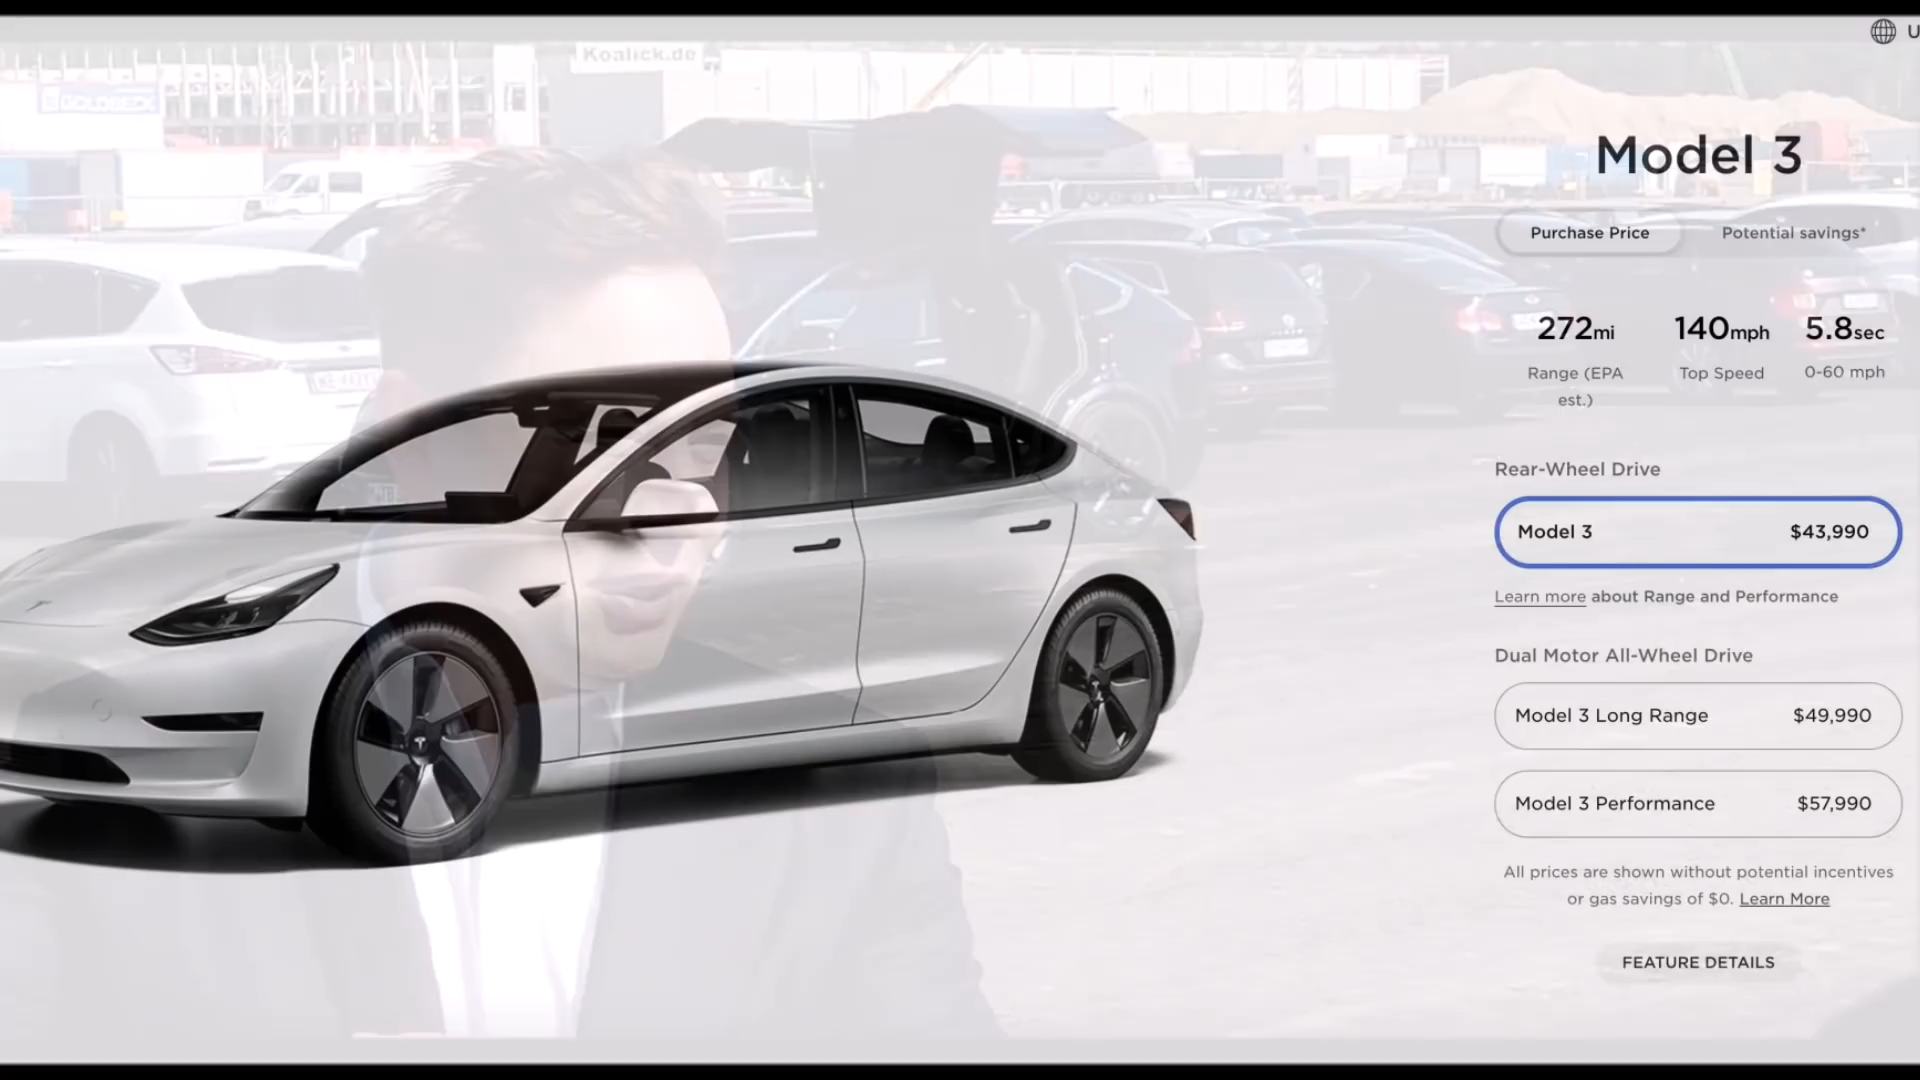 U
Koalick.de
GOLDBECK
Model 3
Purchase Price
Potential savings*
272mi
140mph
5.8sec
Range (EPA
est.)
Top Speed
0-60 mph
Rear-Wheel Drive
Model 3
$43,990
Learn more about Range and Performance
Dual Motor All-Wheel Drive
Model 3 Long Range
$49,990
Model 3 Performance
$57,990
All prices are shown without potential incentives
or gas savings of $0. Learn More
FEATURE DETAILS